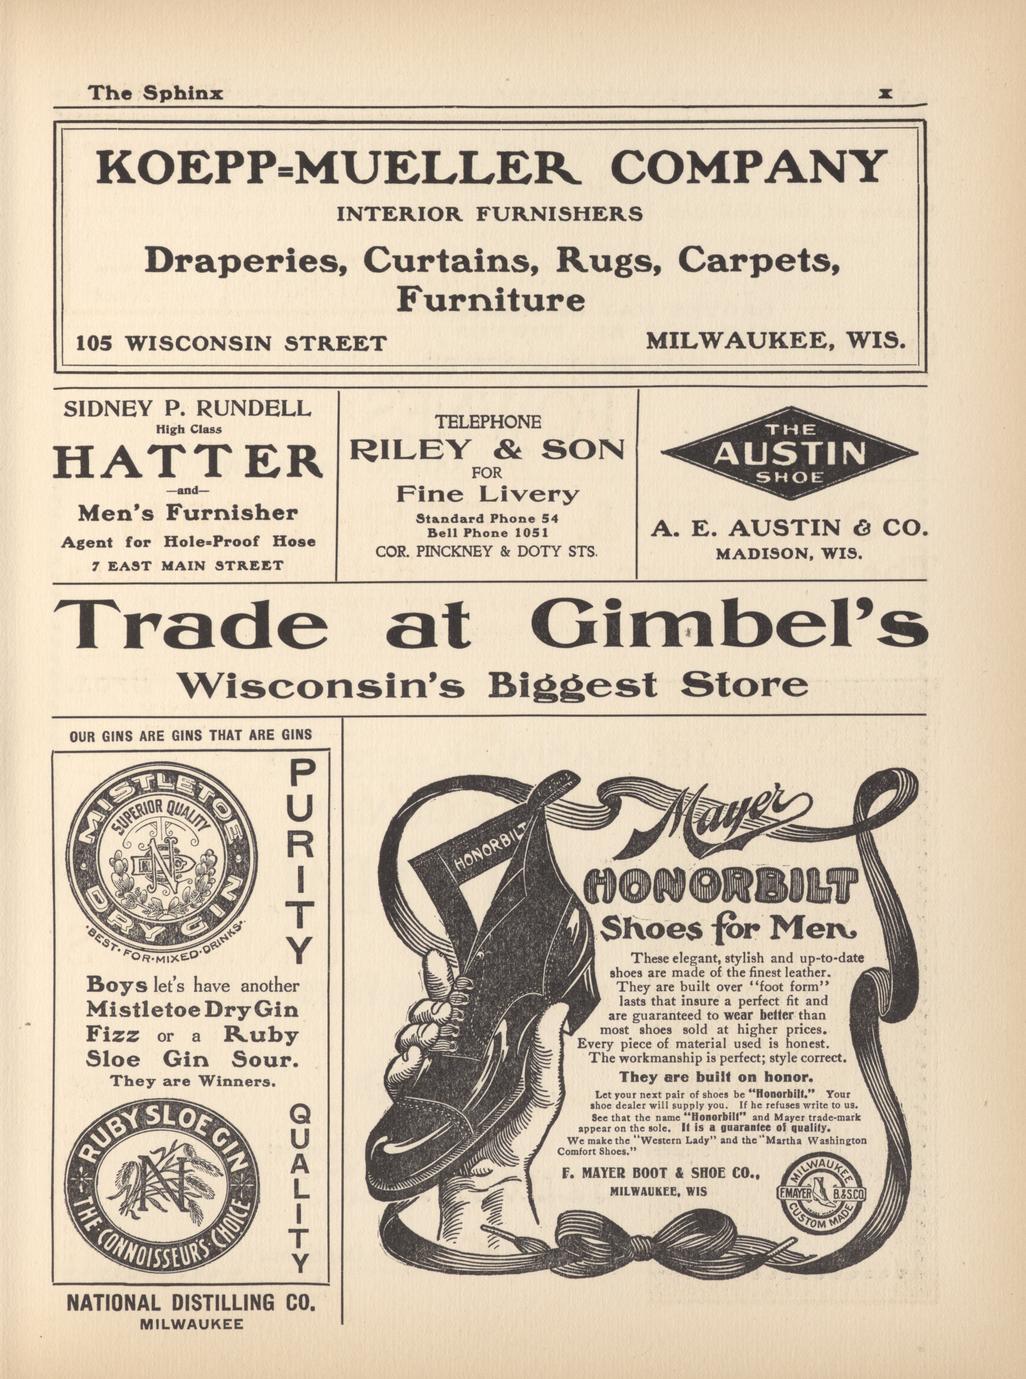 The Sphinx x
KOEPP=MUELLER COMPANY
INTERIOR FURNISHERS
Draperies, Curtains, Rugs, Carpets,
Furniture
105 WISCONSIN STREET MILWAUKEE, WIS.
SIDNEY P. RUNDELL
High Class
HATTER
—and—
Men's Furnisher
Agent for Hole=Proof Hose
7 EAST MAIN STREET
TELEPHONE
RILEY & SON
FOR
Fine Livery
Standard Phone 54
Bell Phone 1051
COR. PINCKNEY & DOTY STS.
THE
AUSTIN
SHOE
A. E. AUSTIN & CO.
MADISON, WIS.
Trade at Gimbel's
Wisconsin's Biggest Store
OUR GINS ARE GINS THAT ARE GINS
MISTLETOE
SUPERIOR QUALITY
DRY GIN
·BEST·FOR·MIXED·DRINKS·
PURITY
Boys let's have another
Mistletoe Dry Gin
Fizz or a Ruby
Sloe Gin Sour.
They are Winners.
RUBY SLOE GIN
N
THE CONNOISSEURS CHOICE
QUALITY
NATIONAL DISTILLING CO.
MILWAUKEE
HONORBILT
Mayer
HONORBILT
Shoes for Men
These elegant, stylish and up-to-date
shoes are made of the finest leather.
They are built over "foot form"
lasts that insure a perfect fit and
are guaranteed to wear better than
most shoes sold at higher prices.
Every piece of material used is honest.
The workmanship is perfect; style correct.
They are built on honor.
Let your next pair of shoes be "Honorbilt." Your
shoe dealer will supply you. If he refuses write to us.
See that the name "Honorbilt" and Mayer trade-mark
appear on the sole. It is a guarantee of quality.
We make the "Western Lady" and the "Martha Washington
Comfort Shoes."
F. MAYER BOOT & SHOE CO.,
MILWAUKEE, WIS
MILWAUKEE
F. MAYER B. & S. CO.
CUSTOM MADE